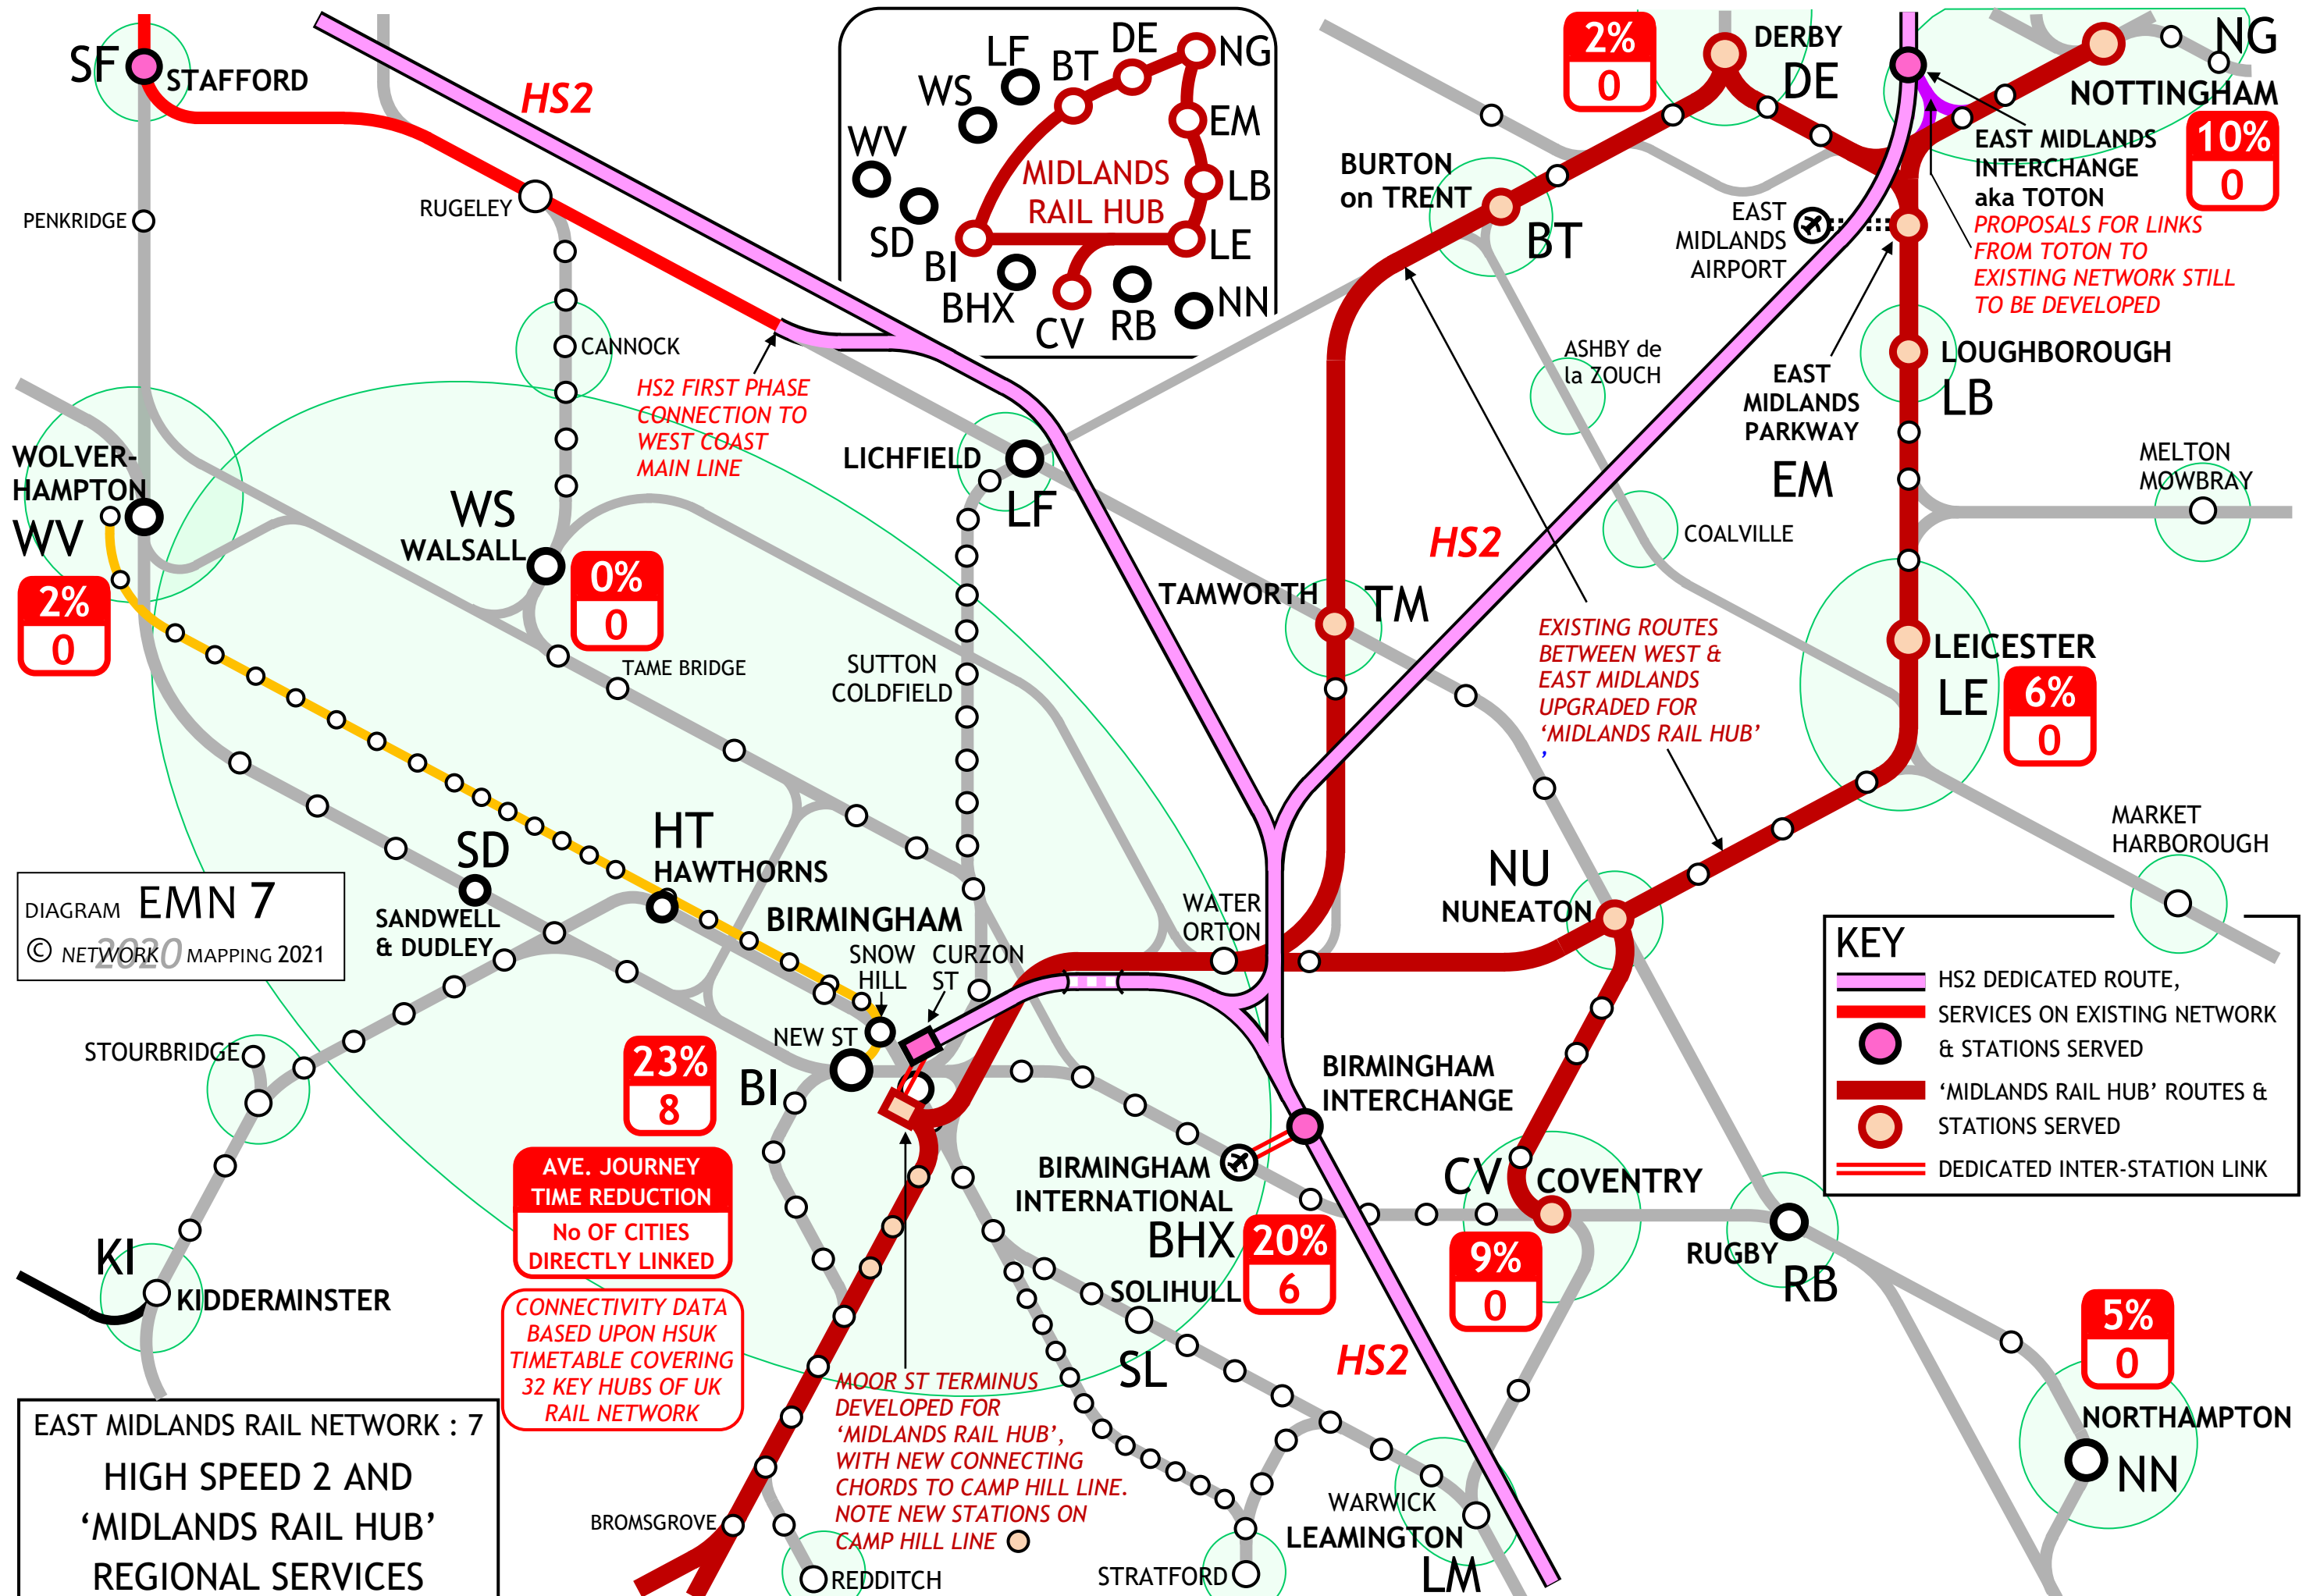 SF
STAFFORD
HS2
PENKRIDGE
RUGELEY
CANNOCK
HS2 FIRST PHASE
CONNECTION TO
WEST COAST
MAIN LINE
LF
BT
DE
NG
WS
EM
WV
MIDLANDS
RAIL HUB
LB
SD
BI
LE
BHX
CV
RB
NN
2%
0
DERBY
DE
NG
NOTTINGHAM
10%
0
EAST MIDLANDS
INTERCHANGE
aka TOTON
PROPOSALS FOR LINKS
FROM TOTON TO
EXISTING NETWORK STILL
TO BE DEVELOPED
BURTON
on TRENT
BT
EAST
MIDLANDS
AIRPORT
ASHBY de
la ZOUCH
EAST
MIDLANDS
PARKWAY
EM
LOUGHBOROUGH
LB
MELTON
MOWBRAY
COALVILLE
WOLVER-
HAMPTON
WV
2%
0
WS
WALSALL
0%
0
TAME BRIDGE
LICHFIELD
LF
SUTTON
COLDFIELD
HS2
TAMWORTH
TM
EXISTING ROUTES
BETWEEN WEST &
EAST MIDLANDS
UPGRADED FOR
‘MIDLANDS RAIL HUB’
’
LEICESTER
LE
6%
0
MARKET
HARBOROUGH
SD
SANDWELL
& DUDLEY
HT
HAWTHORNS
BIRMINGHAM
SNOW
HILL
CURZON
ST
NEW ST
BI
23%
8
WATER
ORTON
NU
NUNEATON
DIAGRAM EMN 7
© NETWORK 2020 MAPPING 2021
KEY
HS2 DEDICATED ROUTE,
SERVICES ON EXISTING NETWORK
& STATIONS SERVED
‘MIDLANDS RAIL HUB’ ROUTES &
STATIONS SERVED
DEDICATED INTER-STATION LINK
STOURBRIDGE
KI
KIDDERMINSTER
AVE. JOURNEY
TIME REDUCTION
No OF CITIES
DIRECTLY LINKED
CONNECTIVITY DATA
BASED UPON HSUK
TIMETABLE COVERING
32 KEY HUBS OF UK
RAIL NETWORK
BIRMINGHAM
INTERCHANGE
BIRMINGHAM
INTERNATIONAL
BHX
20%
6
SOLIHULL
SL
CV
COVENTRY
9%
0
RUGBY
RB
5%
0
NORTHAMPTON
NN
HS2
MOOR ST TERMINUS
DEVELOPED FOR
‘MIDLANDS RAIL HUB’,
WITH NEW CONNECTING
CHORDS TO CAMP HILL LINE.
NOTE NEW STATIONS ON
CAMP HILL LINE
BROMSGROVE
REDDITCH
STRATFORD
WARWICK
LEAMINGTON
LM
EAST MIDLANDS RAIL NETWORK : 7
HIGH SPEED 2 AND
‘MIDLANDS RAIL HUB’
REGIONAL SERVICES